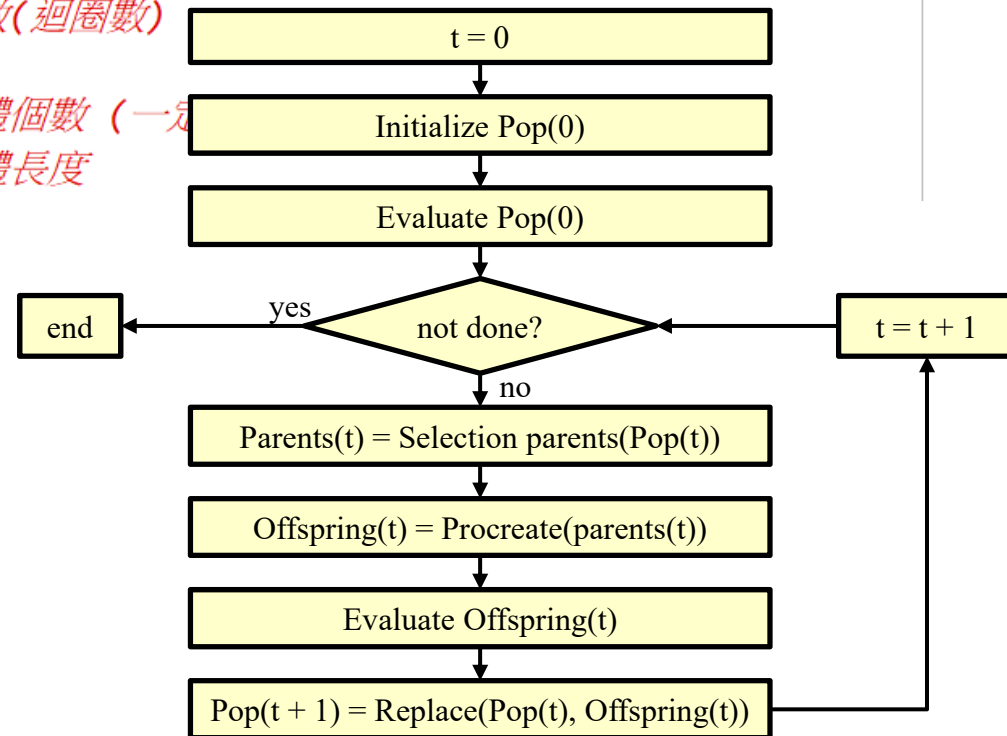 數(迴圈數)
體個數 (一定
體長度
t = 0
Initialize Pop(0)
Evaluate Pop(0)
yes
end
not done?
t = t + 1
no
Parents(t) = Selection parents(Pop(t))
Offspring(t) = Procreate(parents(t))
Evaluate Offspring(t)
Pop(t + 1) = Replace(Pop(t), Offspring(t))